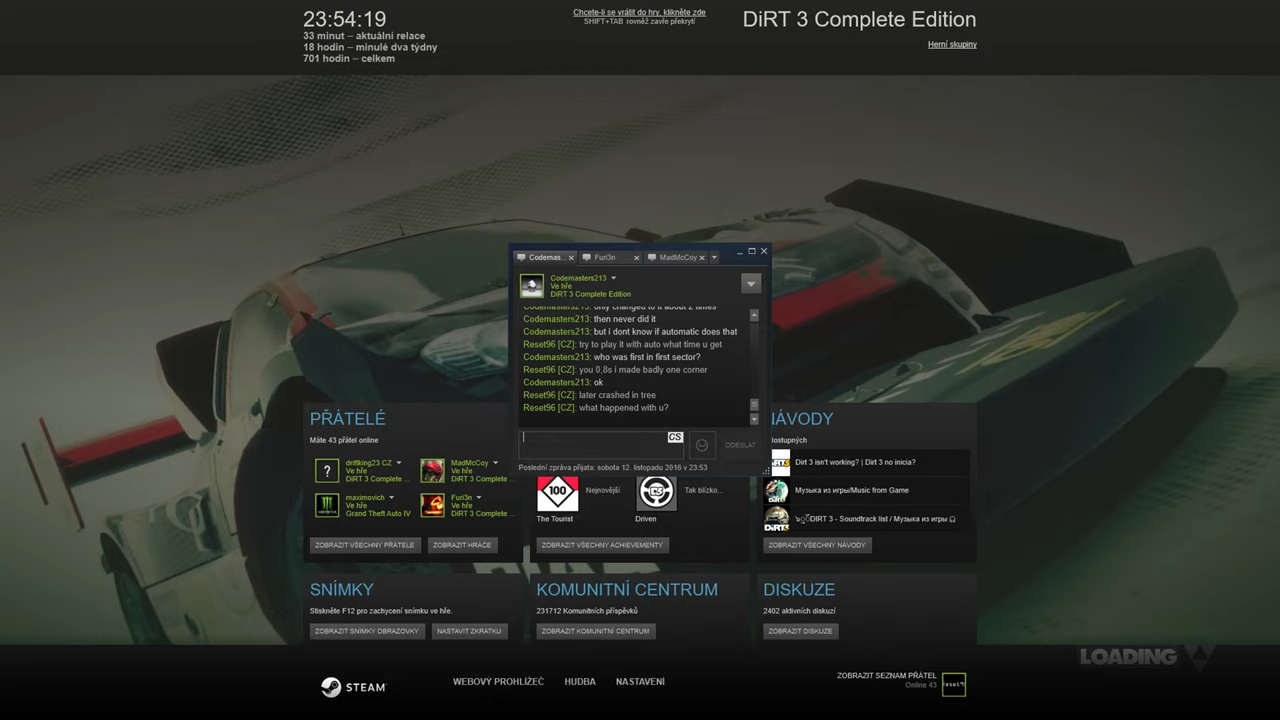 23:54:19
33 minut – aktuální relace
18 hodin – minulé dva týdny
701 hodin – celkem
Chcete-li se vrátit do hry, klikněte zde
SHIFT+TAB rovněž zavře překrytí
DiRT 3 Complete Edition
Herní skupiny
Codemas...
Furi3n
MadMcCoy
Codemasters213
Ve hře
DiRT 3 Complete Edition
Codemasters213: only changed to it about 2 times
Codemasters213: then never did it
Codemasters213: but i dont know if automatic does that
Reset96 [CZ]: try to play it with auto what time u get
Codemasters213: who was first in first sector?
Reset96 [CZ]: you 0,8s i made badly one corner
Codemasters213: ok
Reset96 [CZ]: later crashed in tree
Reset96 [CZ]: what happened with u?
CS
ODESLAT
Poslední zpráva přijata: sobota 12. listopadu 2016 v 23:53
PŘÁTELÉ
Máte 43 přátel online
?
driftking23 CZ
Ve hře
DiRT 3 Complete ...
MadMcCoy
Ve hře
DiRT 3 Complete ...
maximovich
Ve hře
Grand Theft Auto IV
Furi3n
Ve hře
DiRT 3 Complete ...
ZOBRAZIT VŠECHNY PŘÁTELE
ZOBRAZIT HRÁČE
100
Nejnovější
The Tourist
Tak blízko...
Driven
ZOBRAZIT VŠECHNY ACHIEVEMENTY
NÁVODY
Dirt 3 isn't working? | Dirt 3 no inicia?
Музыка из игры/Music from Game
DIRT 3 - Soundtrack list / Музыка из игры
ZOBRAZIT VŠECHNY NÁVODY
SNÍMKY
Stiskněte F12 pro zachycení snímku ve hře.
ZOBRAZIT SNÍMKY OBRAZOVKY
NASTAVIT ZKRATKU
KOMUNITNÍ CENTRUM
231712 Komunitních příspěvků
ZOBRAZIT KOMUNITNÍ CENTRUM
DISKUZE
2402 aktivních diskuzí
ZOBRAZIT DISKUZE
LOADING
STEAM
WEBOVÝ PROHLÍŽEČ
HUDBA
NASTAVENÍ
ZOBRAZIT SEZNAM PŘÁTEL
Online 43